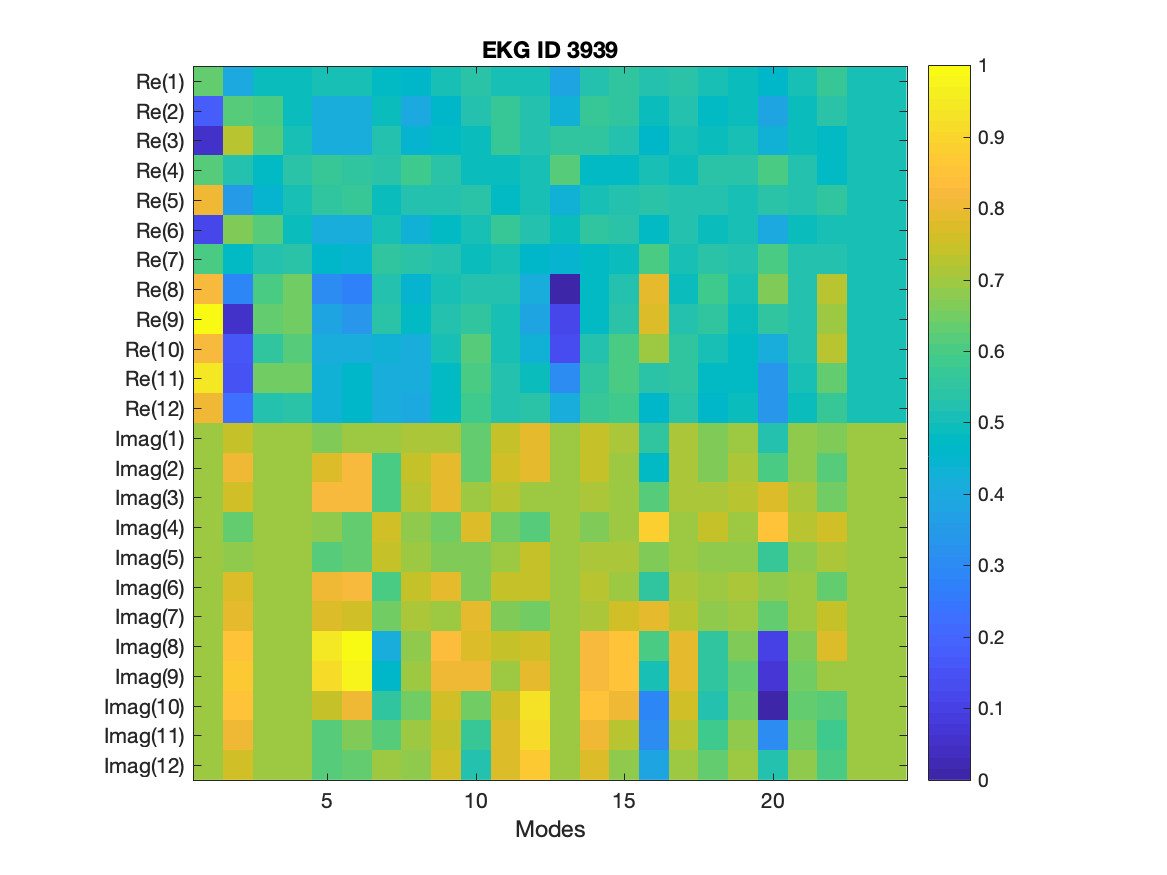 EKG ID 3939
Re(1)
Re(2)
Re(3)
Re(4)
Re(5)
Re(6)
Re(7)
Re(8)
Re(9)
Re(10)
Re(11)
Re(12)
Imag(1)
Imag(2)
Imag(3)
Imag(4)
Imag(5)
Imag(6)
Imag(7)
Imag(8)
Imag(9)
Imag(10)
Imag(11)
Imag(12)
5 10 15 20
Modes
1
0.9
0.8
0.7
0.6
0.5
0.4
0.3
0.2
0.1
0